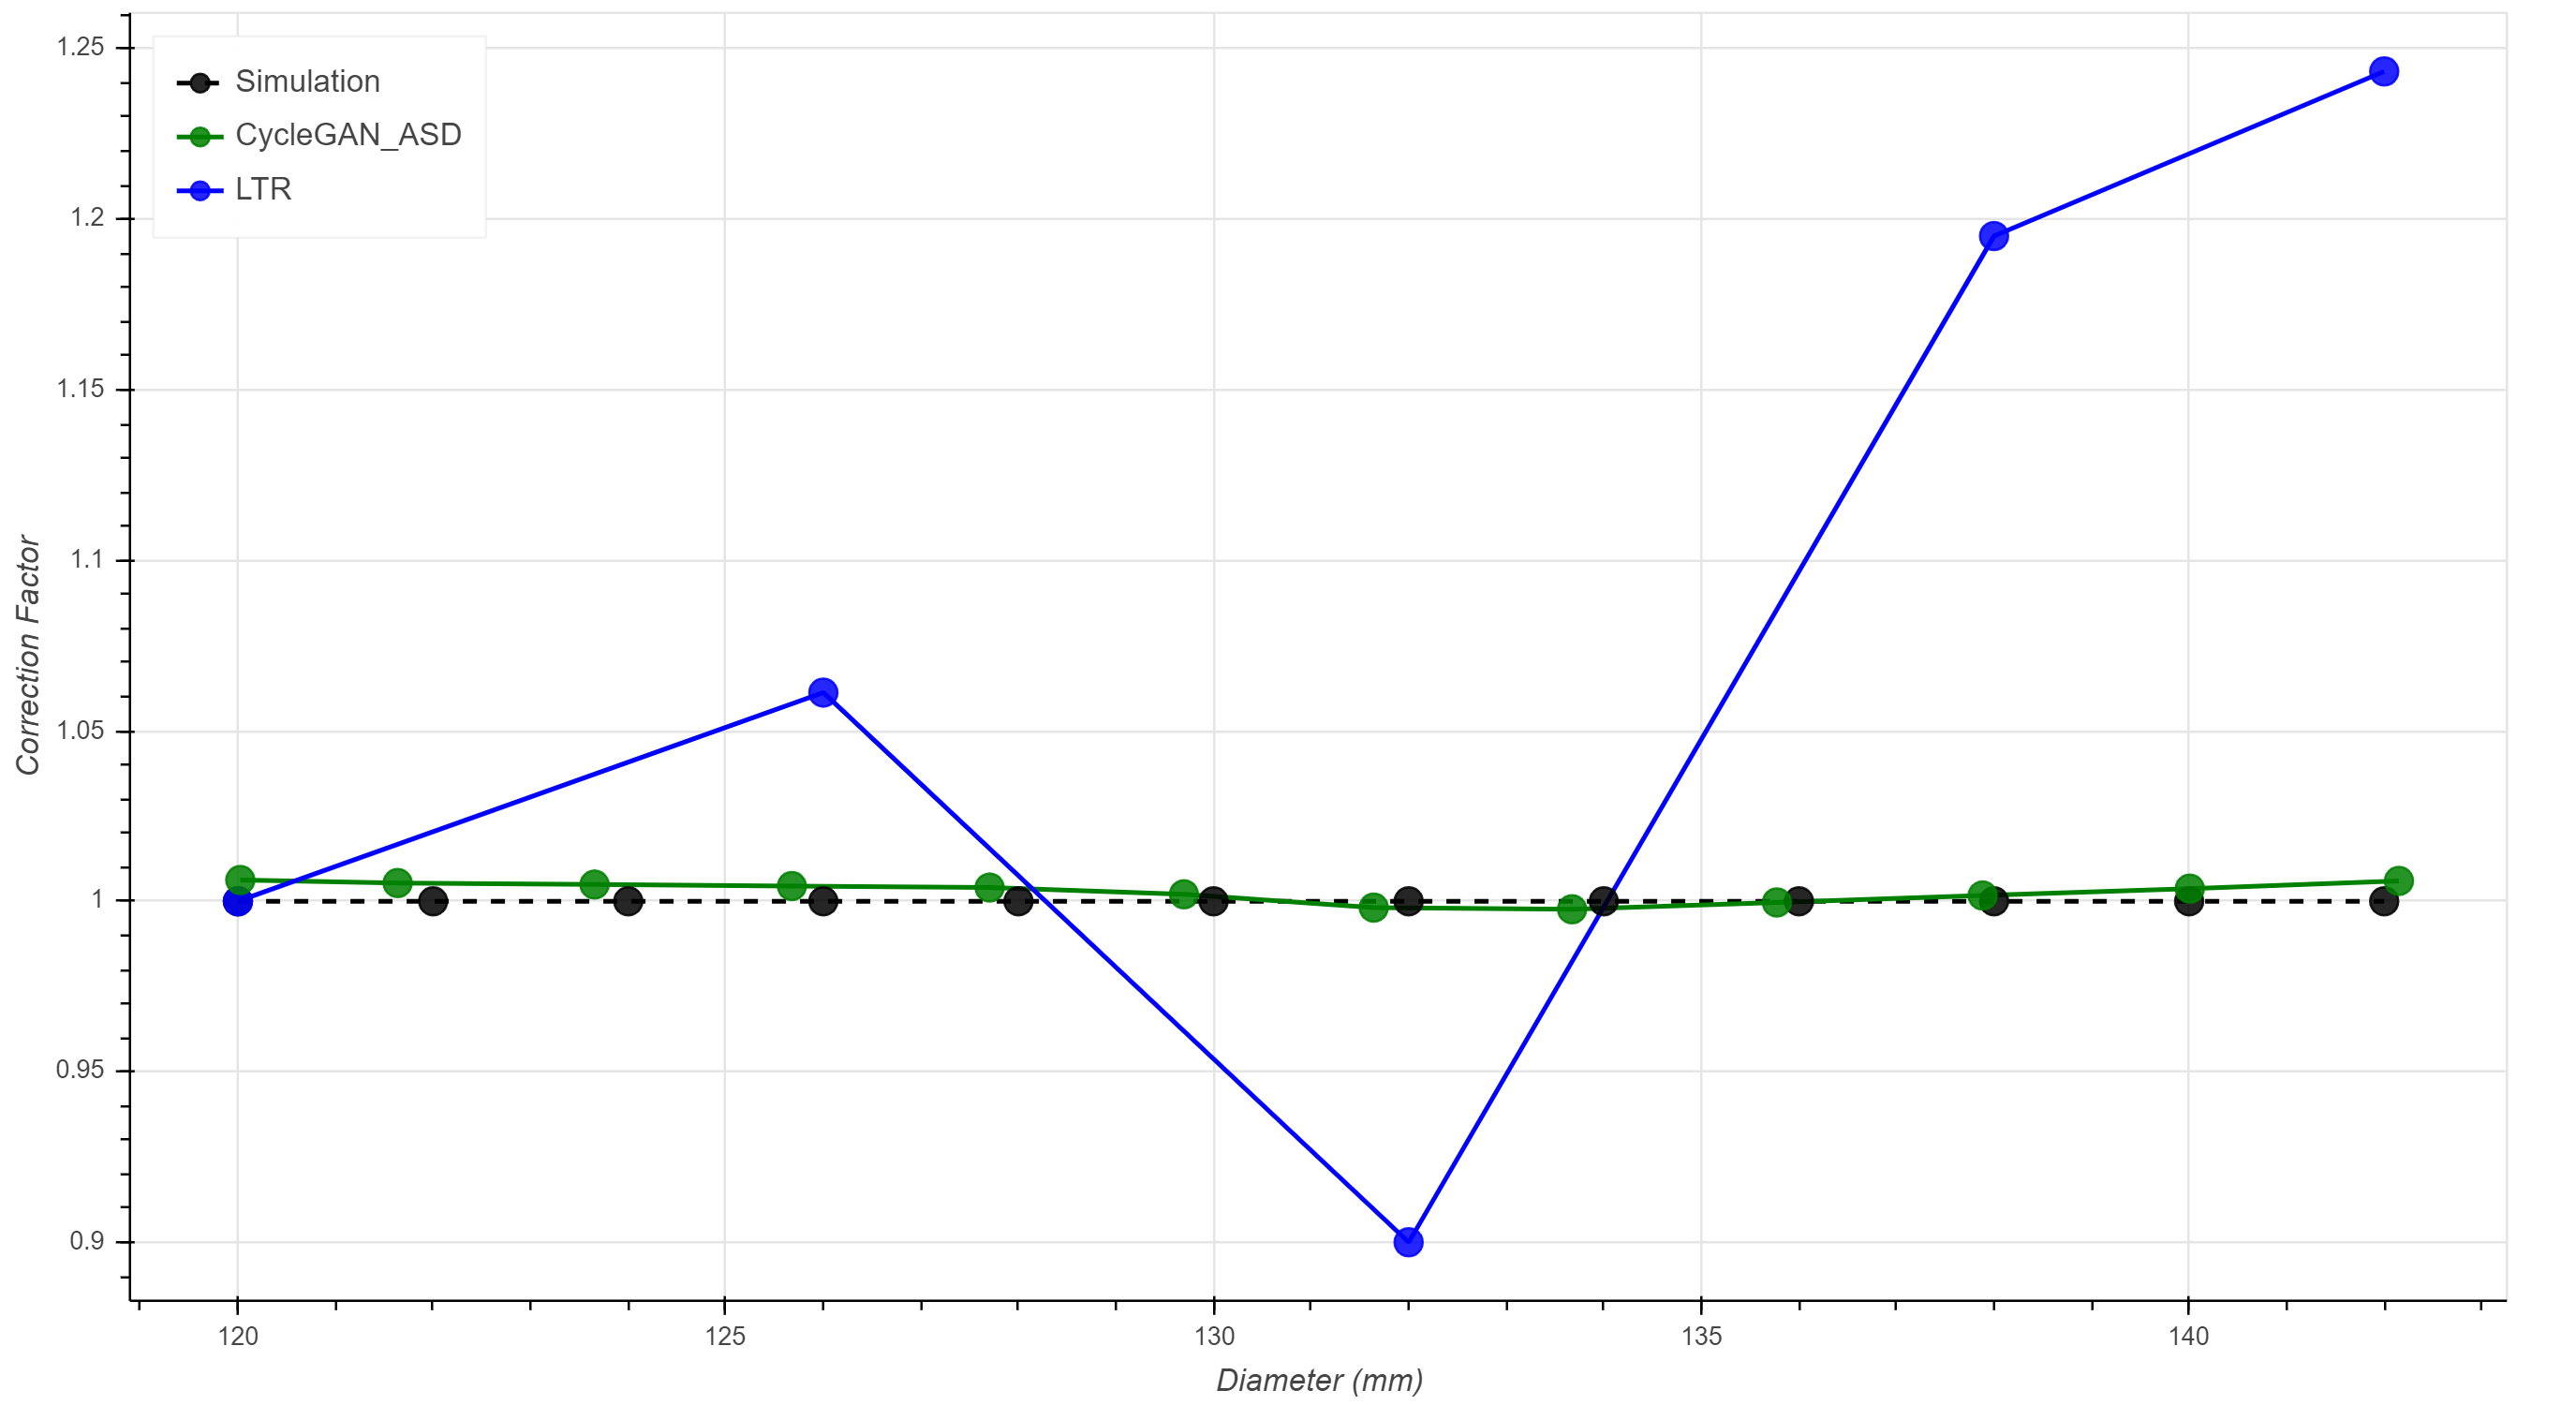 Simulation
CycleGAN_ASD
LTR
1.25
1.2
1.15
1.1
1.05
1
0.95
0.9
Correction Factor
120 125 130 135 140
Diameter (mm)